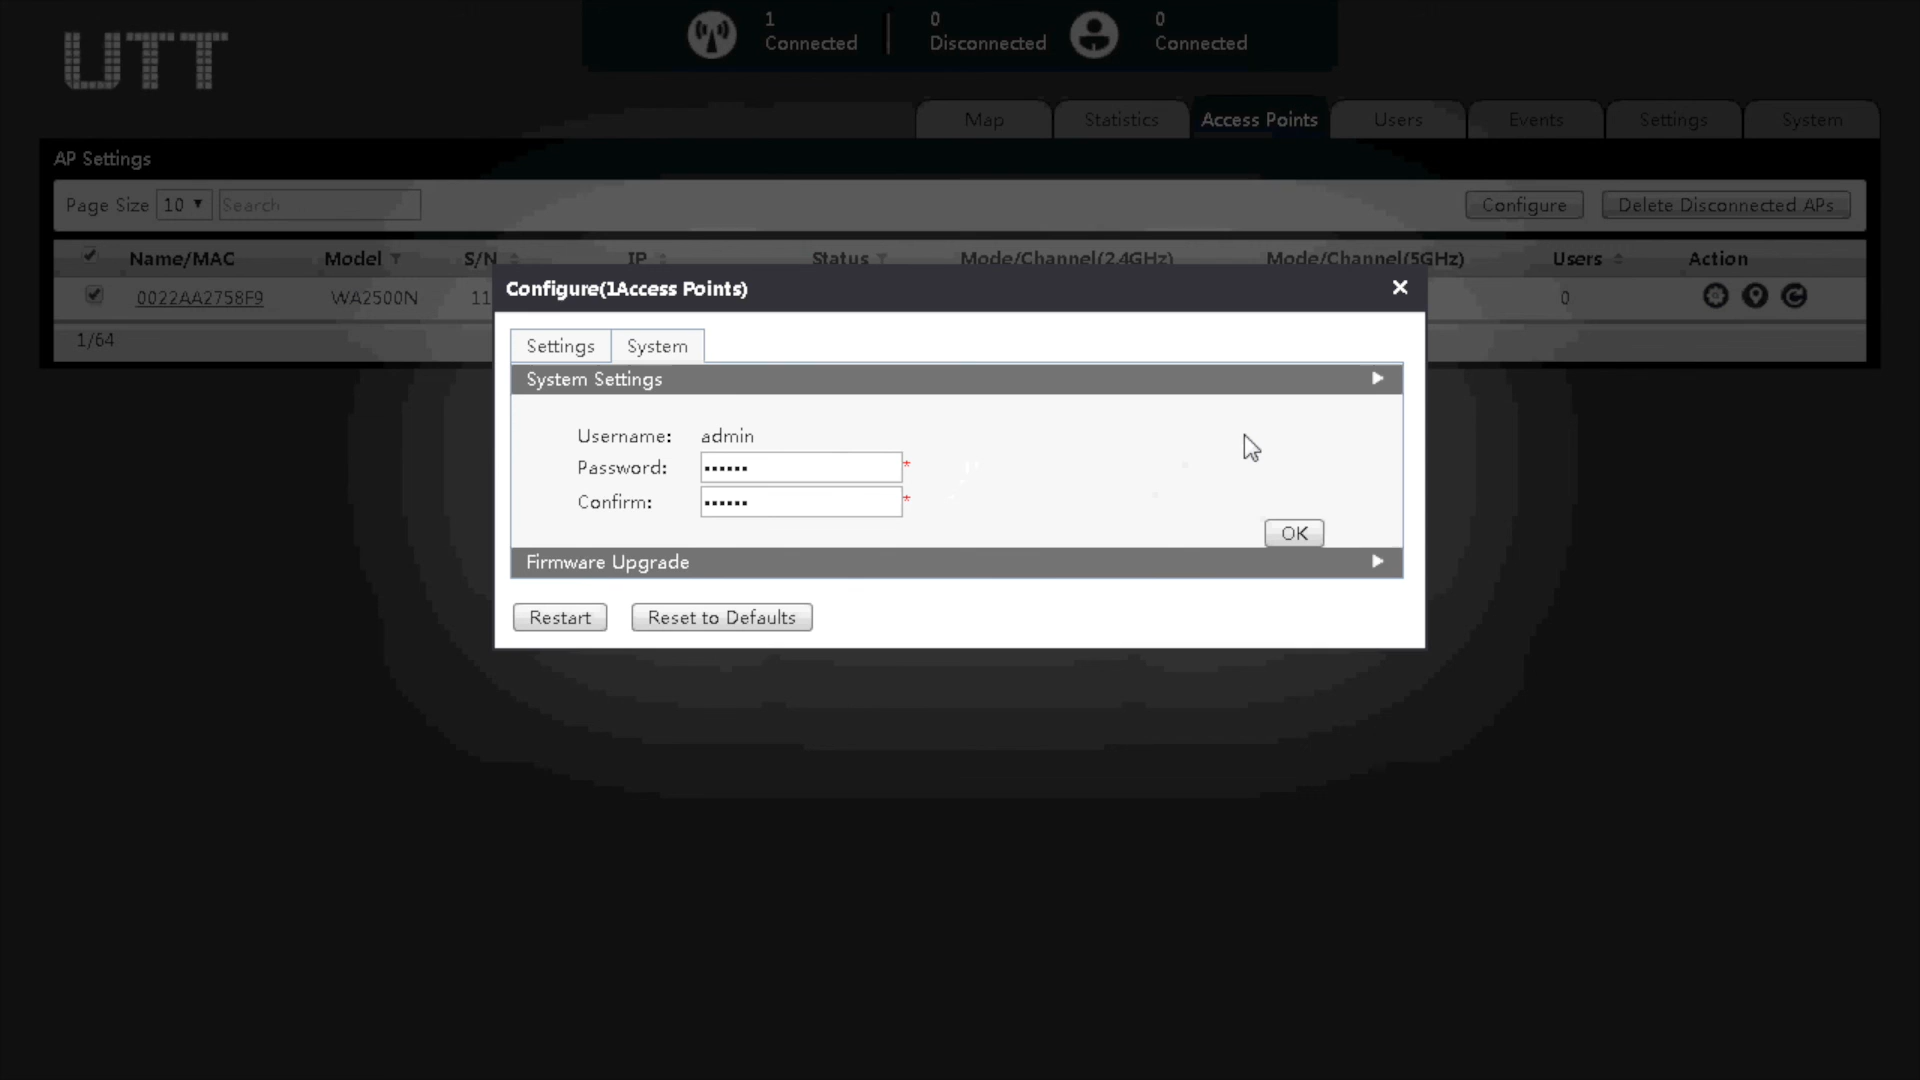 UTT
1
Connected
0
Disconnected
0
Connected
Map
Statistics
Access Points
Users
Events
Settings
System
AP Settings
Page Size 10 Search
Configure
Delete Disconnected APs
Name/MAC Model S/N IP Status Mode/Channel(2.4GHz) Mode/Channel(5GHz) Users Action
0022AA2758F9 WA2500N 11 0
1/64
Configure(1Access Points)
Settings System
System Settings
Username: admin
Password: •••••• *
Confirm: •••••• *
OK
Firmware Upgrade
Restart Reset to Defaults